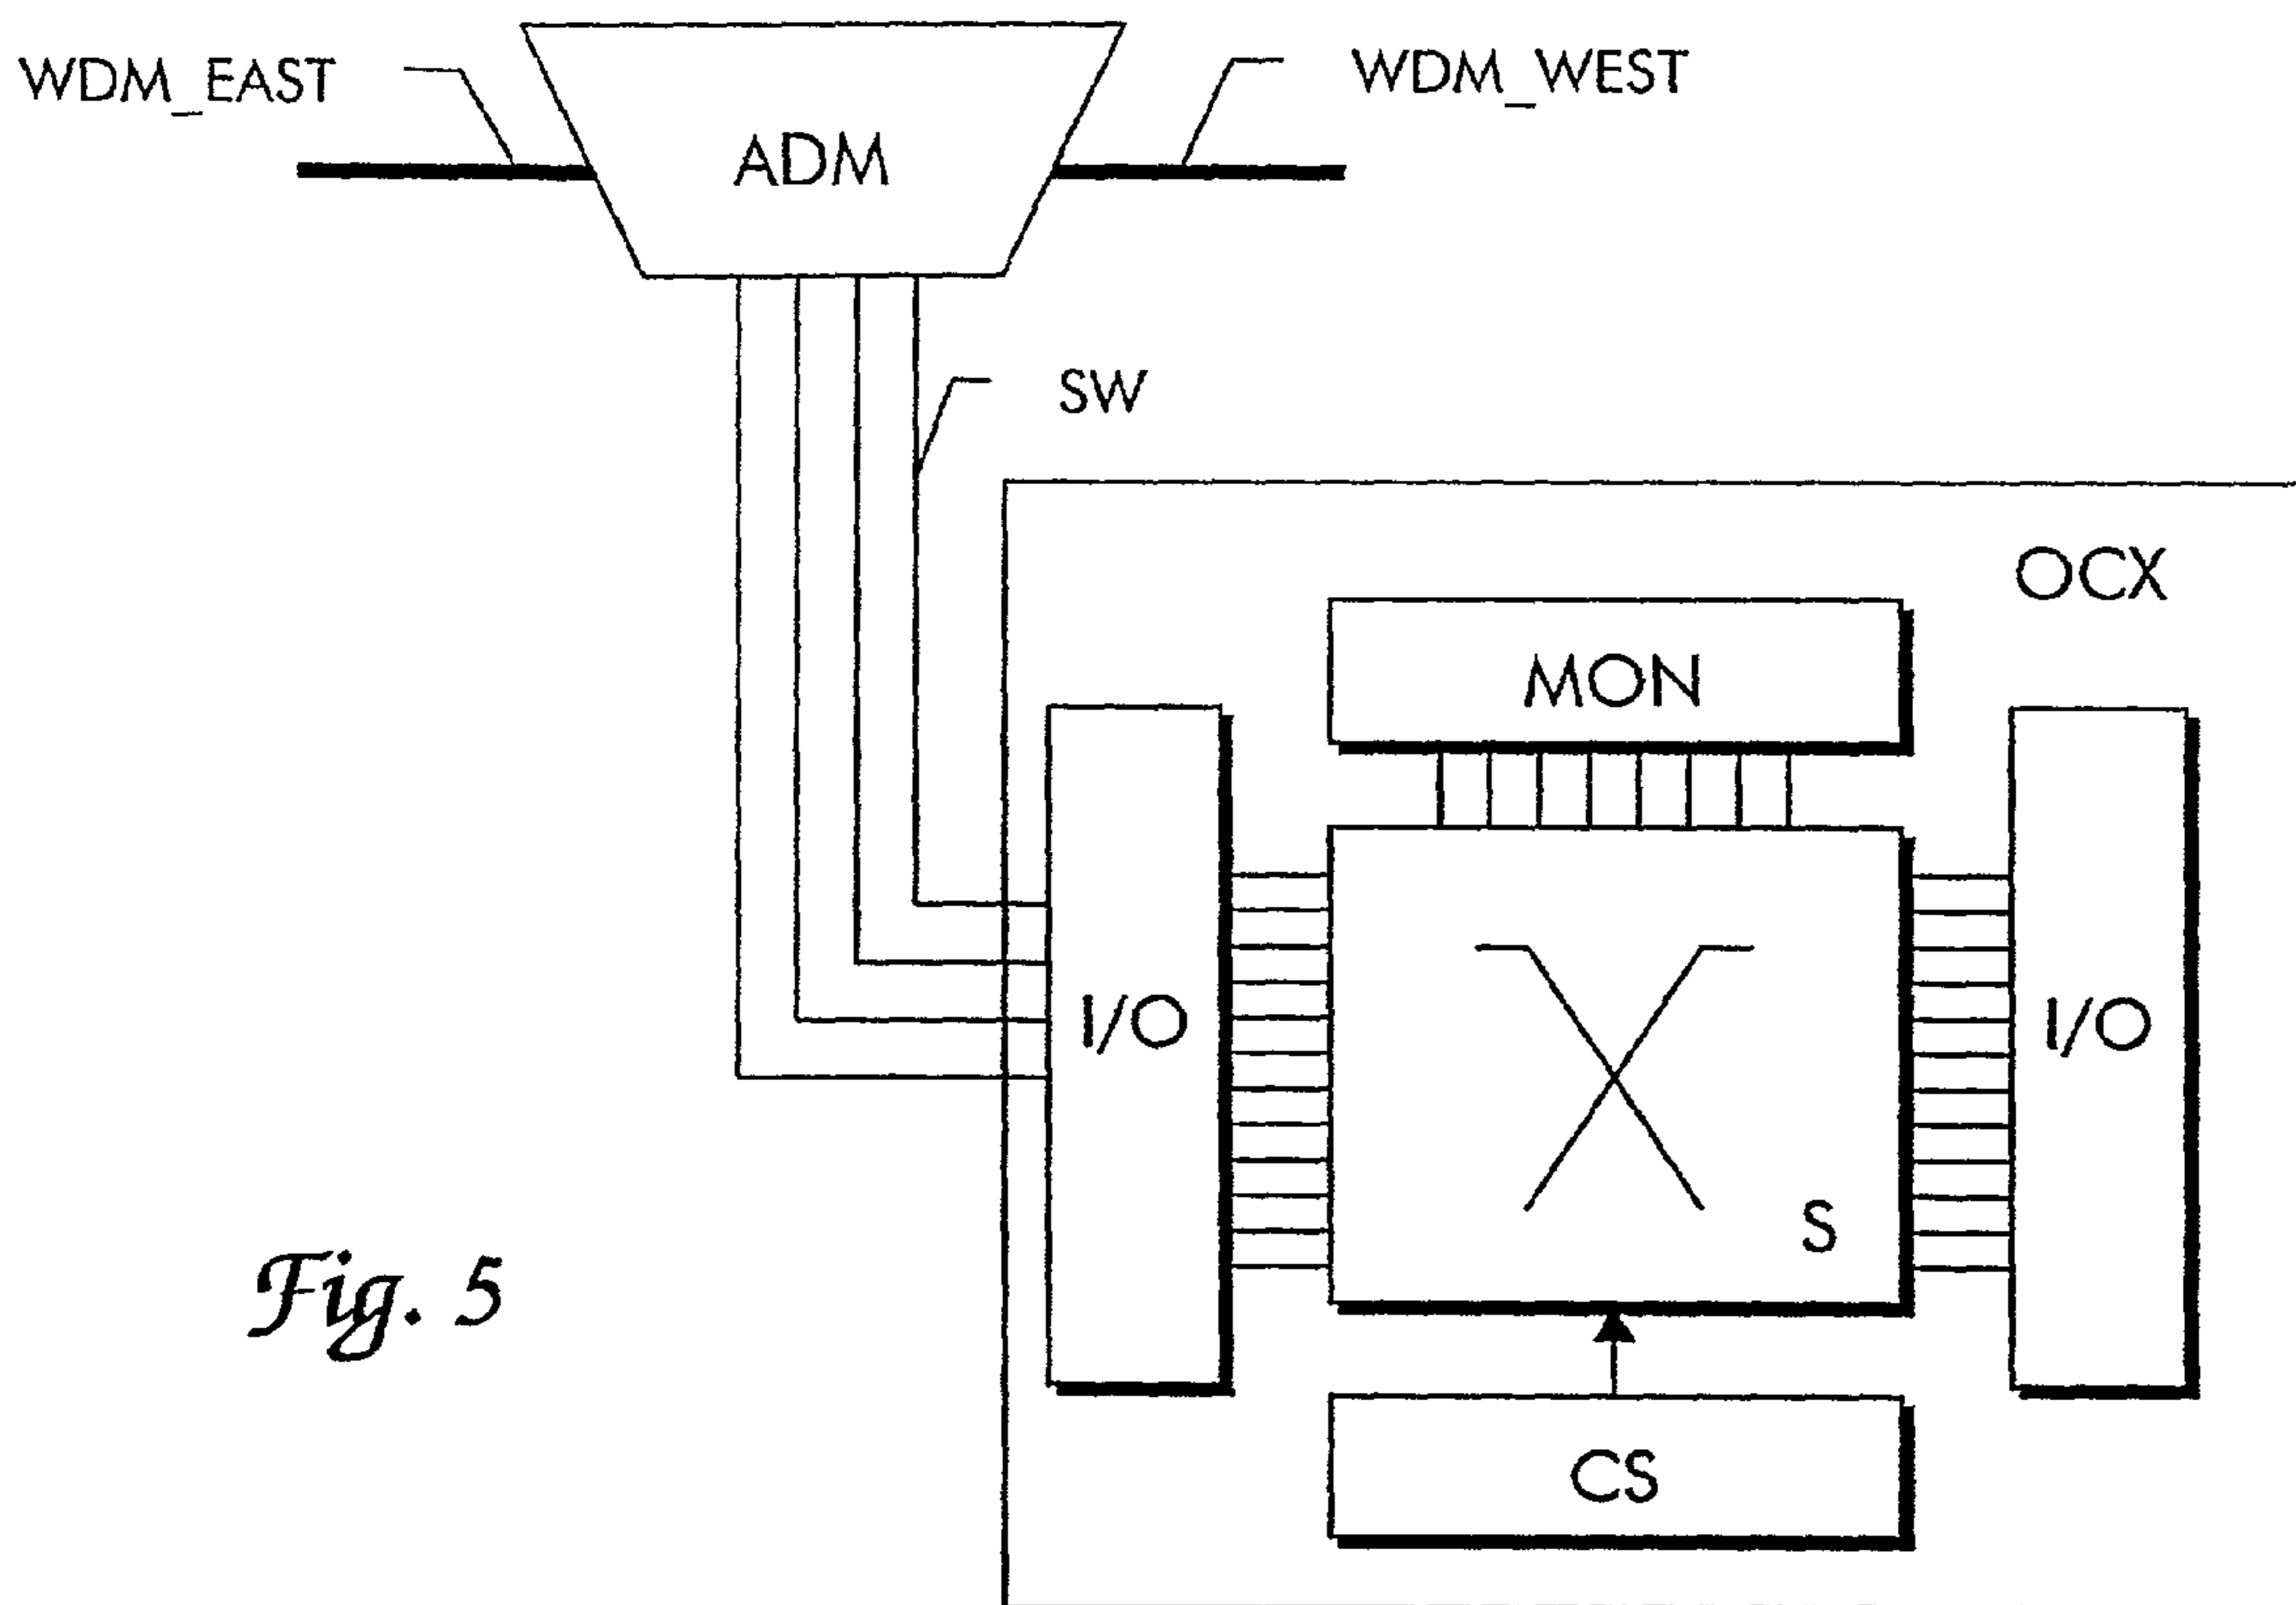 WDM_EAST
WDM_WEST
ADM
SW
OCX
MON
I/O
I/O
S
CS
Fig. 5